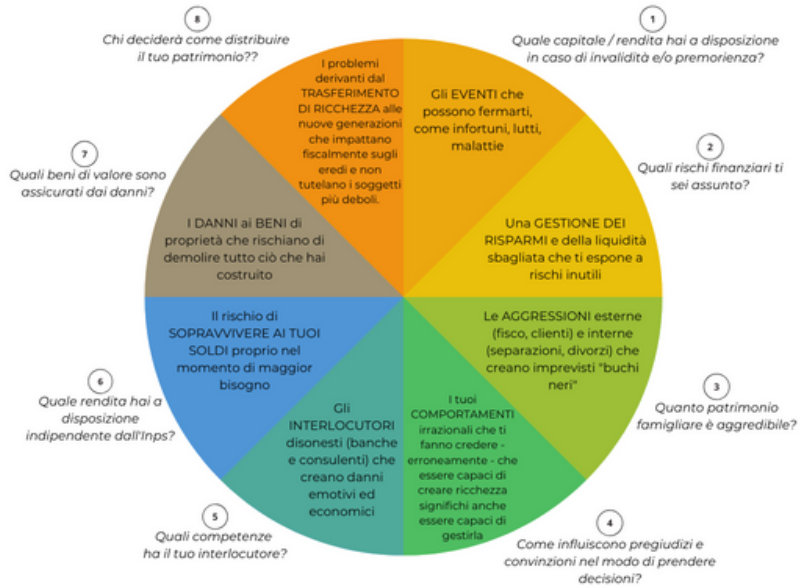 8
Chi deciderà come distribuire
il tuo patrimonio??
1
Quale capitale / rendita hai a disposizione
in caso di invalidità e/o premorienza?
I problemi
derivanti dal
TRASFERIMENTO
DI RICCHEZZA alle
nuove generazioni
che impattano
fiscalmente sugli
eredi e non
tutelano i soggetti
più deboli.
Gli EVENTI che
possono fermarti,
come infortuni, lutti,
malattie
7
Quali beni di valore sono
assicurati dai danni?
2
Quali rischi finanziari ti
sei assunto?
I DANNI ai BENI di
proprietà che rischiano di
demolire tutto ciò che hai
costruito
Una GESTIONE DEI
RISPARMI e della liquidità
sbagliata che ti espone a
rischi inutili
Il rischio di
SOPRAVVIVERE AI TUOI
SOLDI proprio nel
momento di maggior
bisogno
Le AGGRESSIONI esterne
(fisco, clienti) e interne
(separazioni, divorzi) che
creano imprevisti "buchi
neri"
6
Quale rendita hai a
disposizione
indipendente dall'Inps?
3
Quanto patrimonio
famigliare è aggredibile?
Gli
INTERLOCUTORI
disonesti (banche
e consulenti) che
creano danni
emotivi ed
economici
I tuoi
COMPORTAMENTI
irrazionali che ti
fanno credere -
erroneamente - che
essere capaci di
creare ricchezza
significhi anche
essere capaci di
gestirla
5
Quali competenze
ha il tuo interlocutore?
4
Come influiscono pregiudizi e
convinzioni nel modo di prendere
decisioni?